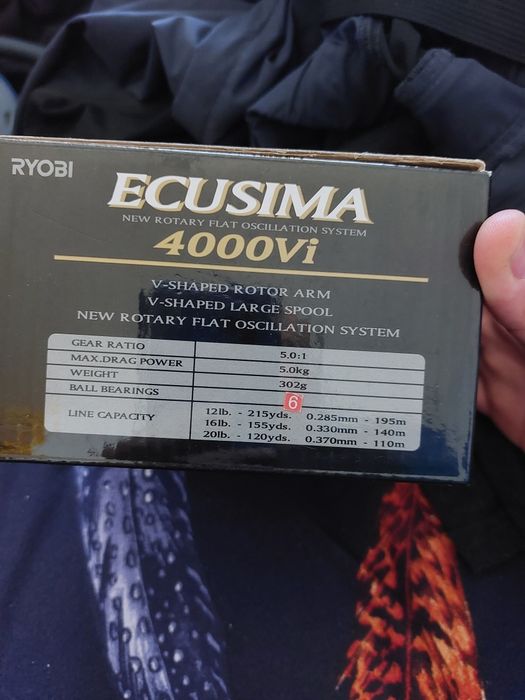 RYOBI
ECUSIMA
NEW ROTARY FLAT OSCILLATION SYSTEM
4000Vi
V-SHAPED ROTOR ARM
V-SHAPED LARGE SPOOL
NEW ROTARY FLAT OSCILLATION SYSTEM
GEAR RATIO 5.0:1
MAX.DRAG POWER 5.0kg
WEIGHT 302g
BALL BEARINGS 6
LINE CAPACITY
12lb. - 215yds. 0.285mm - 195m
16lb. - 155yds. 0.330mm - 140m
20lb. - 120yds. 0.370mm - 110m